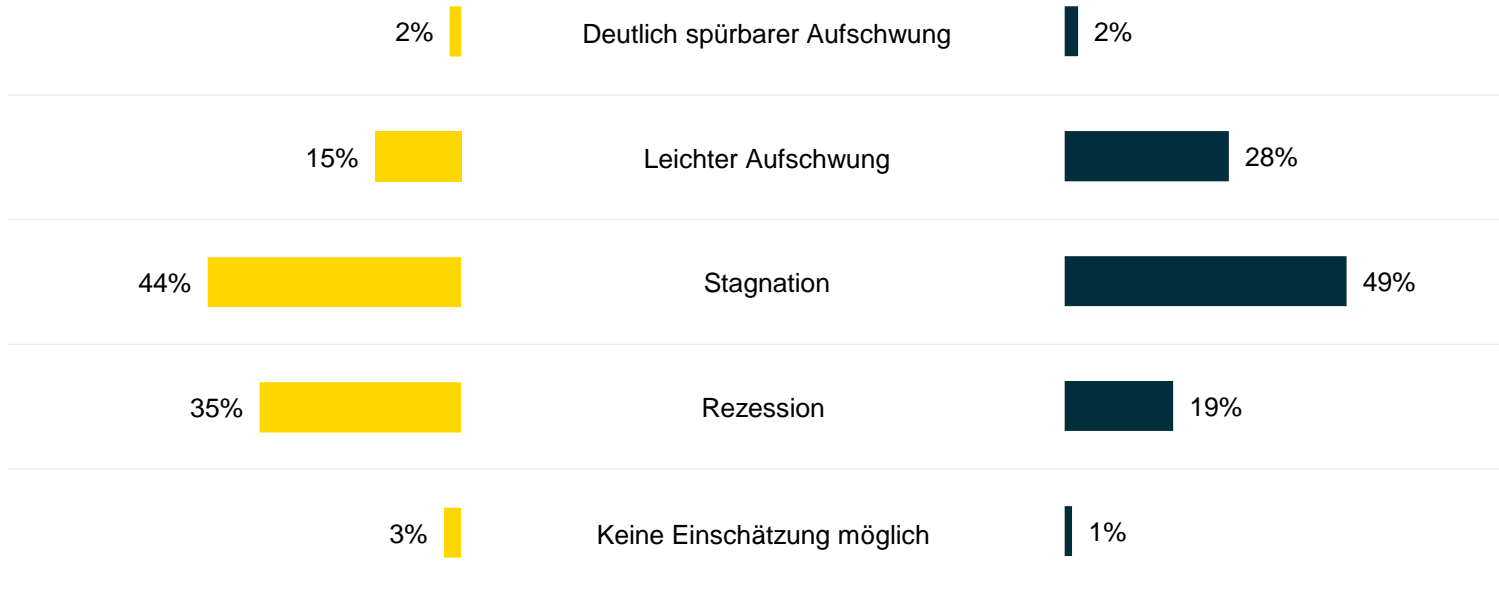 2% Deutlich spürbarer Aufschwung 2%
15% Leichter Aufschwung 28%
44% Stagnation 49%
35% Rezession 19%
3% Keine Einschätzung möglich 1%